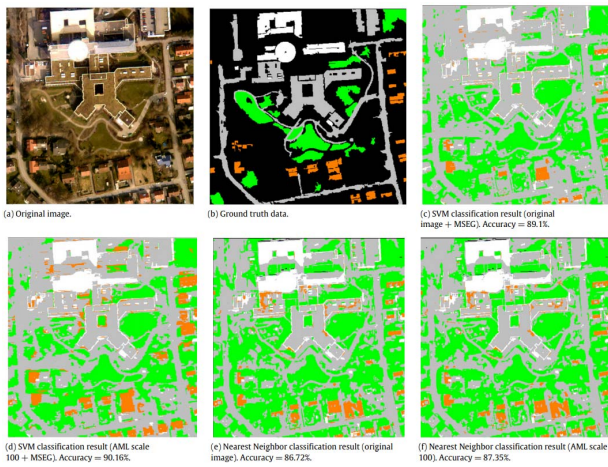 (a) Original image.
(b) Ground truth data.
(c) SVM classification result (original
image + MSEG). Accuracy = 89.1%.
(d) SVM classification result (AML scale
100 + MSEG). Accuracy = 90.16%.
(e) Nearest Neighbor classification result (original
image). Accuracy = 86.72%.
(f) Nearest Neighbor classification result (AML scale
100). Accuracy = 87.35%.